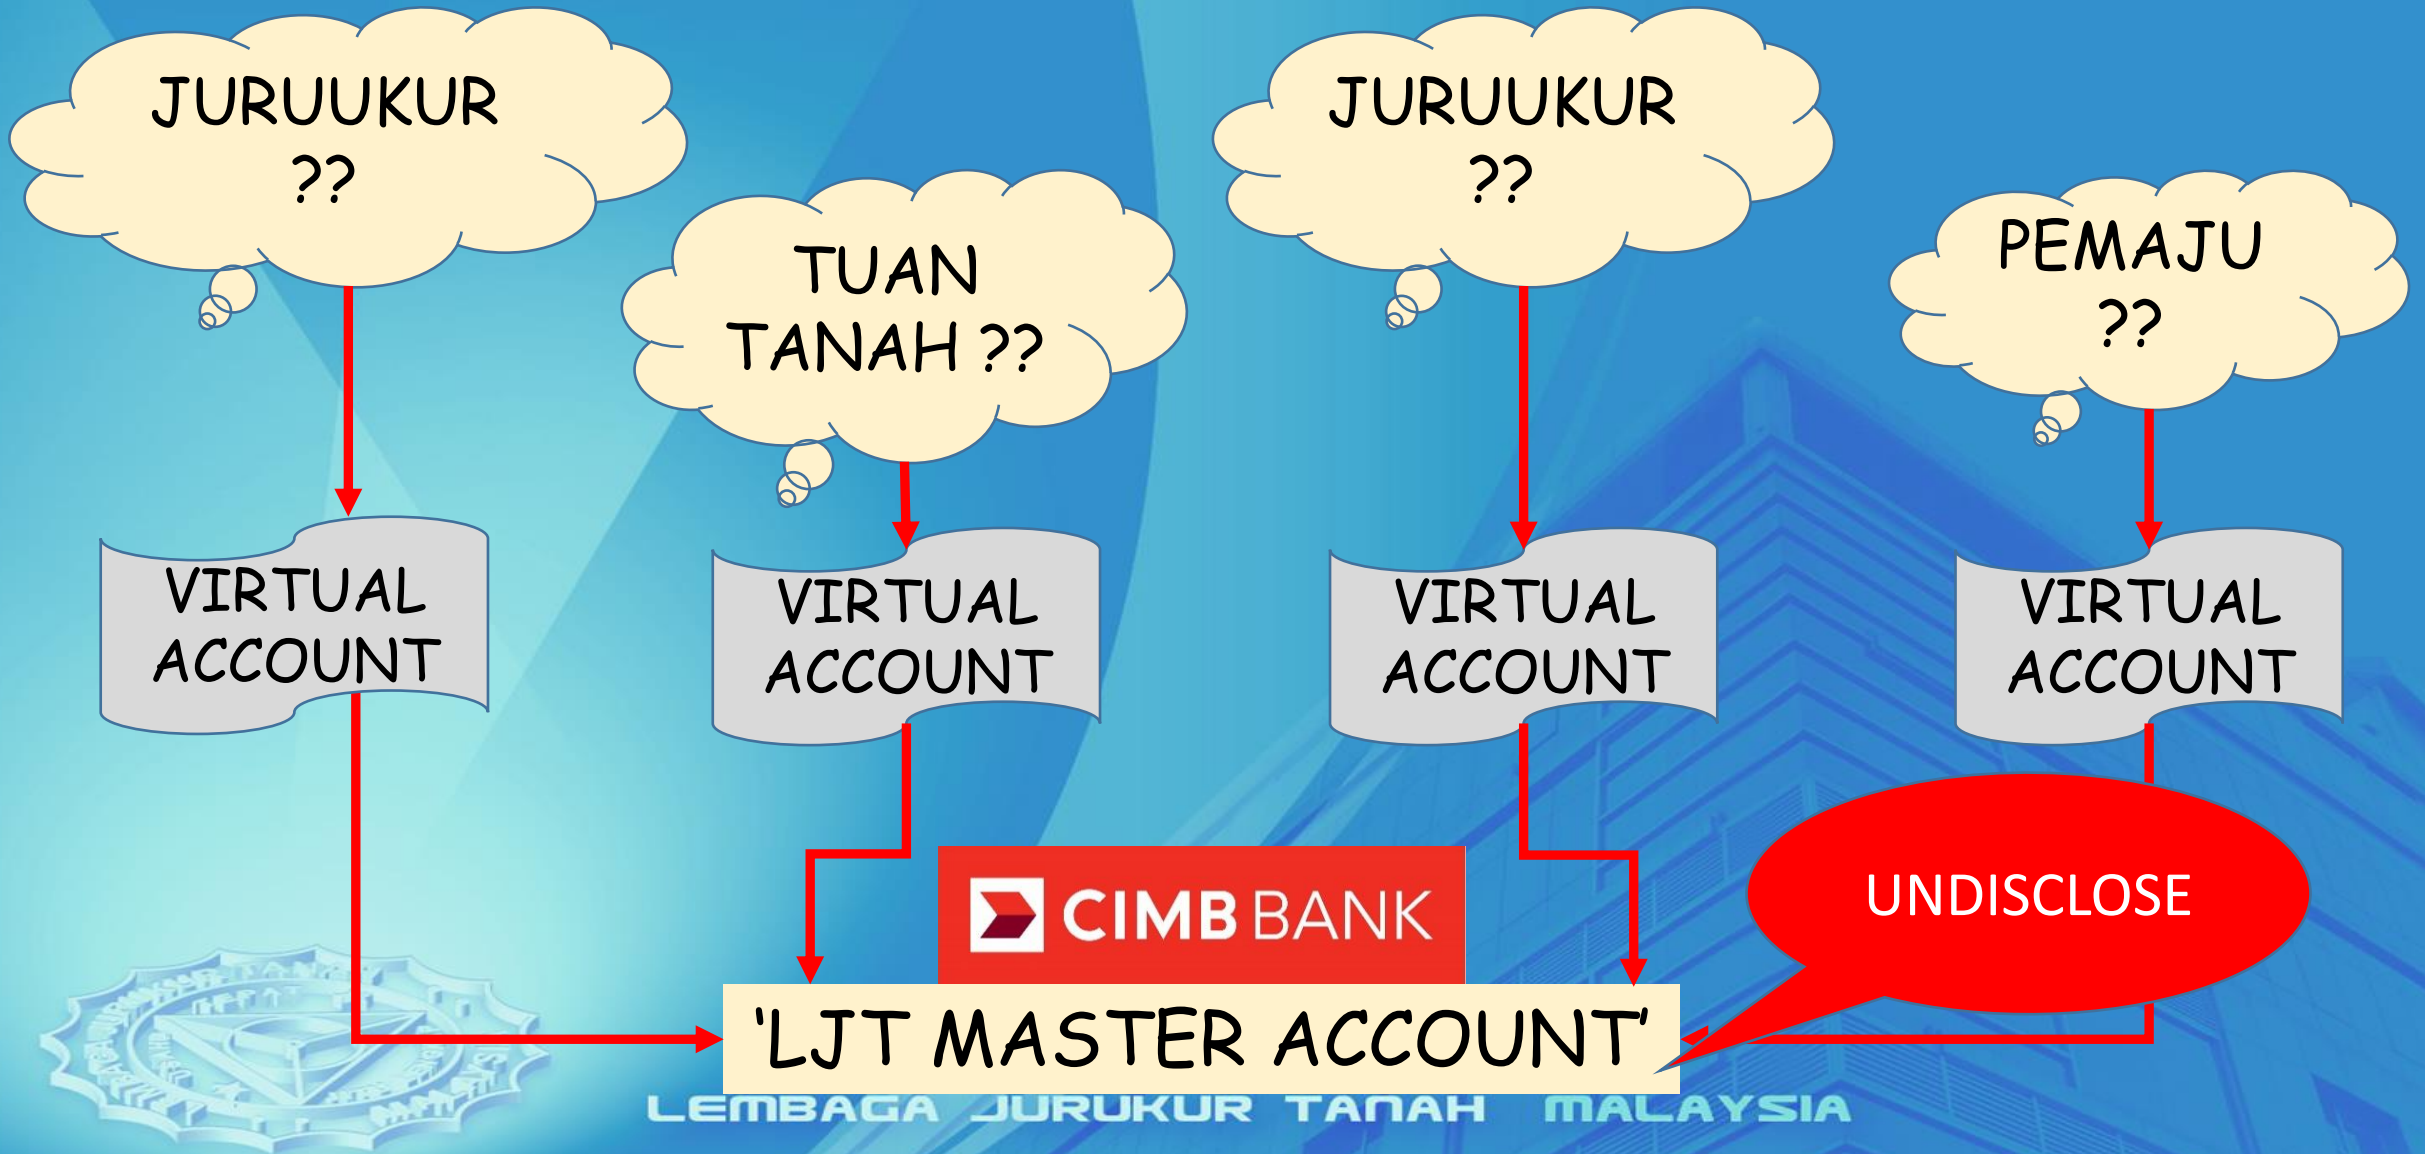 JURUUKUR
??
TUAN
TANAH ??
JURUUKUR
??
PEMAJU
??
VIRTUAL
ACCOUNT
VIRTUAL
ACCOUNT
VIRTUAL
ACCOUNT
VIRTUAL
ACCOUNT
CIMB BANK
UNDISCLOSE
‘LJT MASTER ACCOUNT’
LEMBAGA JURUKUR TANAH MALAYSIA